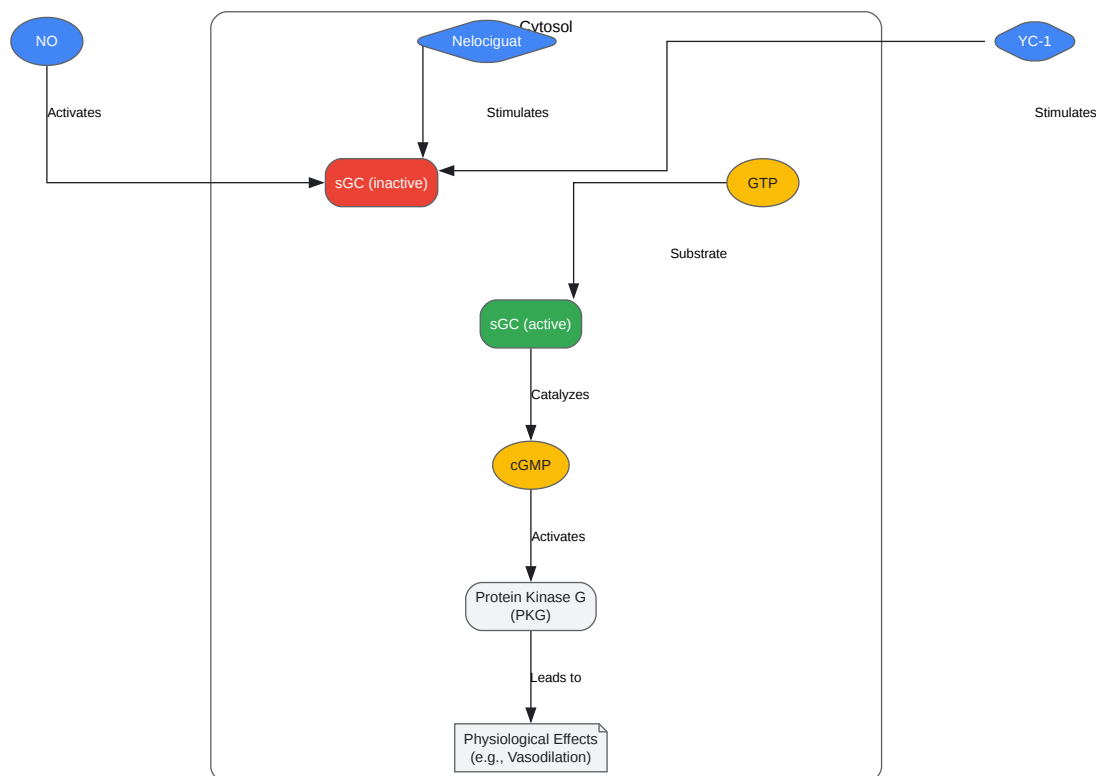 Cytosol
NO
Nelociguat
YC-1
Activates
Stimulates
Stimulates
sGC (inactive)
GTP
Substrate
sGC (active)
Catalyzes
cGMP
Activates
Protein Kinase G
(PKG)
Leads to
Physiological Effects
(e.g., Vasodilation)